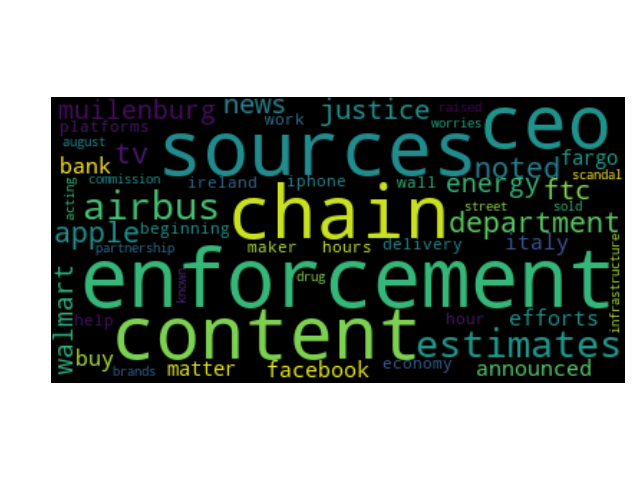 muilenburg news justice raised ceo
platforms work worries
august tv sources noted fargo
bank scandal
acting commission ireland iphone wall energy ftc
airbus chain street sold
apple beginning department
partnership maker hours delivery italy
enforcement
known drug infrastructure
walmart help content hour efforts
estimates
buy matter facebook economy announced
brands